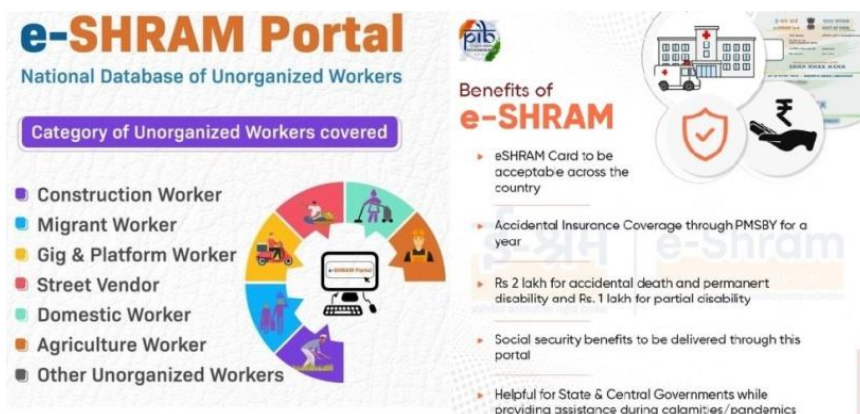 e-SHRAM Portal
National Database of Unorganized Workers
Category of Unorganized Workers covered
Construction Worker
Migrant Worker
Gig & Platform Worker
Street Vendor
Domestic Worker
Agriculture Worker
Other Unorganized Workers
e-SHRAM Portal
pib
Benefits of
e-SHRAM
eSHRAM Card to be
acceptable across the
country
Accidental Insurance Coverage through PMSBY for a
year
ई-श्रम e-Shram
Rs 2 lakh for accidental death and permanent
disability and Rs. 1 lakh for partial disability
Social security benefits to be delivered through this
portal
Helpful for State & Central Governments while
providing assistance during calamities/pandemics
₹